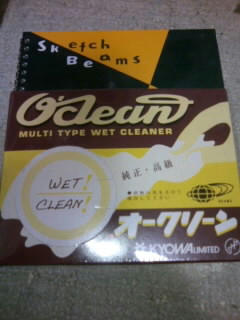 Sketch
Beams
O'clean
MULTI TYPE WET CLEANER
WET!
CLEAN!
純正・高級
オークリーン
KYOWA LIMITED